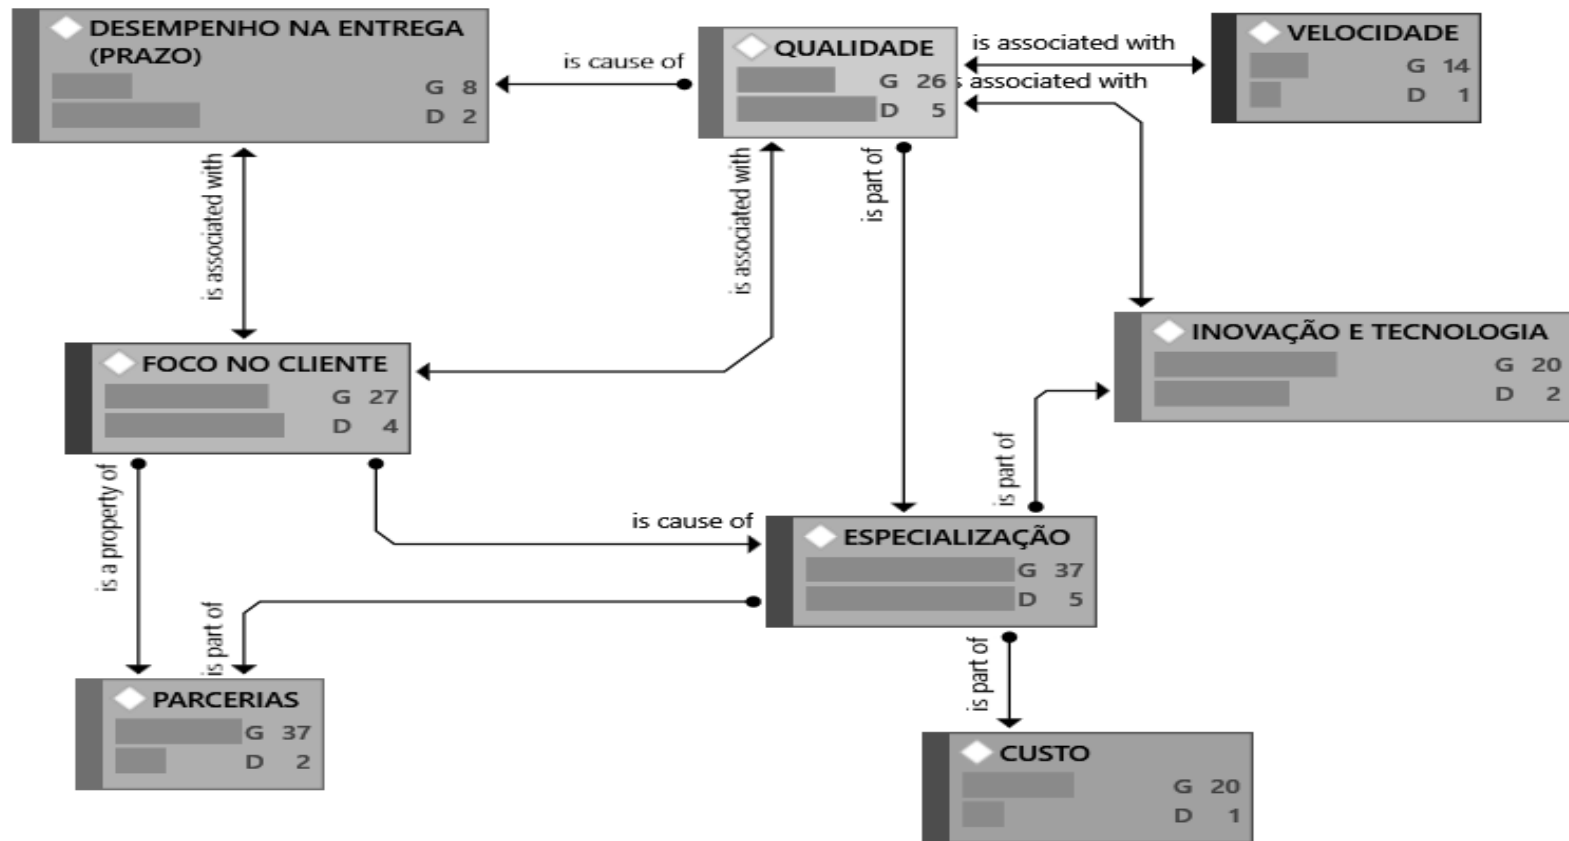 DESEMPENHO NA ENTREGA
(PRAZO)
G 8
D 2
is cause of
QUALIDADE
G 26
D 5
is associated with
s associated with
VELOCIDADE
G 14
D 1
is associated with
is associated with
is part of
FOCO NO CLIENTE
G 27
D 4
INOVAÇÃO E TECNOLOGIA
G 20
D 2
is a property of
is cause of
is part of
ESPECIALIZAÇÃO
G 37
D 5
is part of
is part of
PARCERIAS
G 37
D 2
CUSTO
G 20
D 1